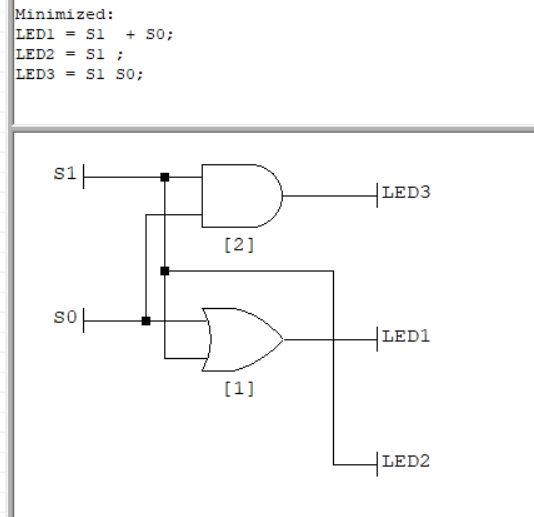 Minimized:
LED1 = S1  + S0;
LED2 = S1 ;
LED3 = S1 S0;
S1
LED3
[2]
S0
LED1
[1]
LED2